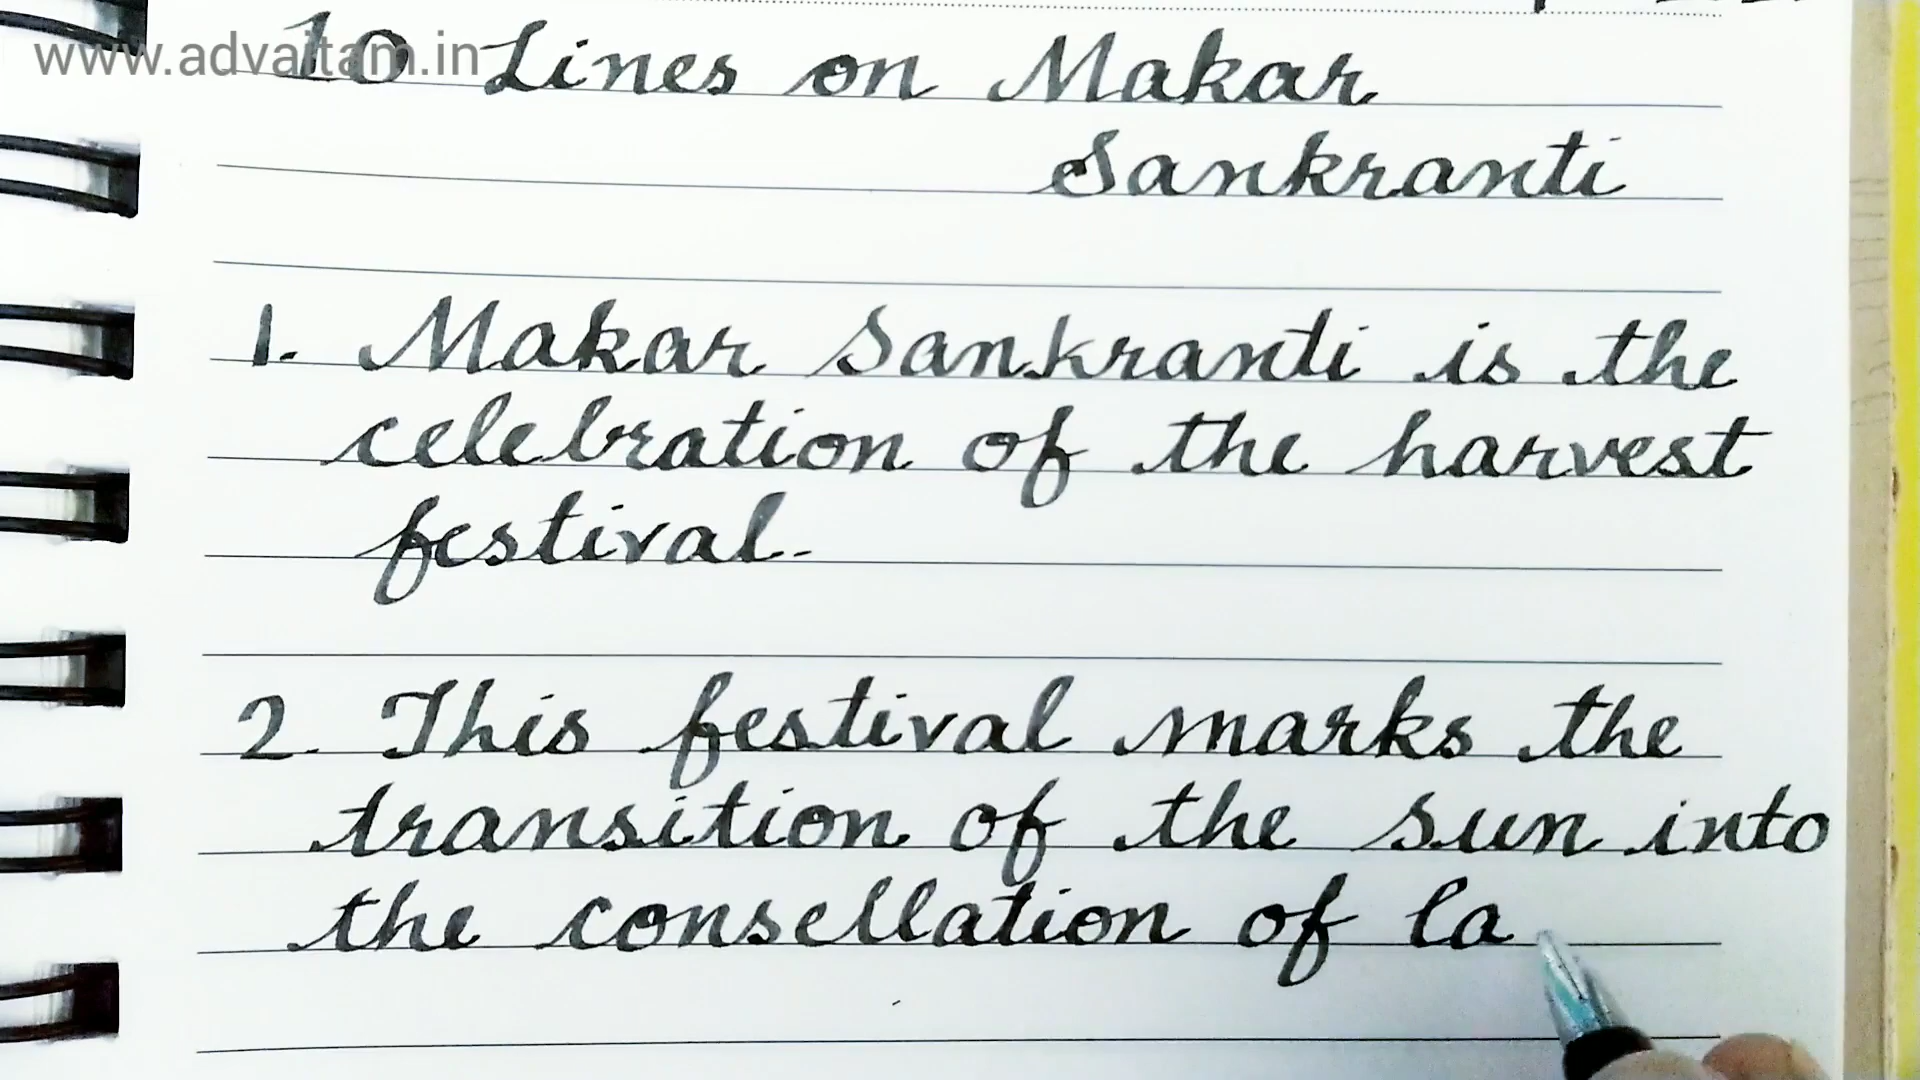 www.advaitam.in
10 Lines on Makar
Sankranti
1. Makar Sankranti is the
celebration of the harvest
festival.
2. This festival marks the
transition of the sun into
the consellation of Ca